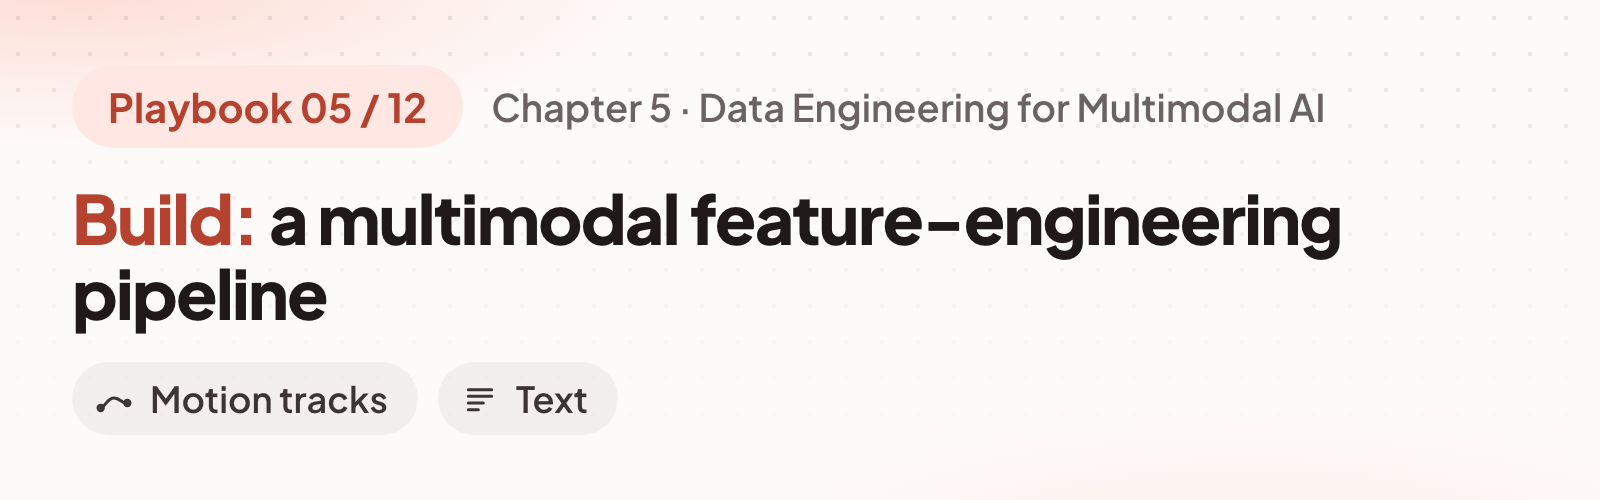 Playbook 05 / 12
Chapter 5 · Data Engineering for Multimodal AI
Build: a multimodal feature-engineering
pipeline
Motion tracks
Text